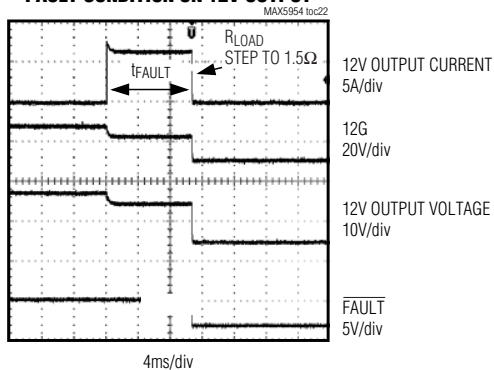 FAULT CONDITION ON 12V OUTPUT
MAX5954 toc22
RLOAD
STEP TO 1.5Ω
tFAULT
12V OUTPUT CURRENT
5A/div
12G
20V/div
12V OUTPUT VOLTAGE
10V/div
FAULT
5V/div
4ms/div